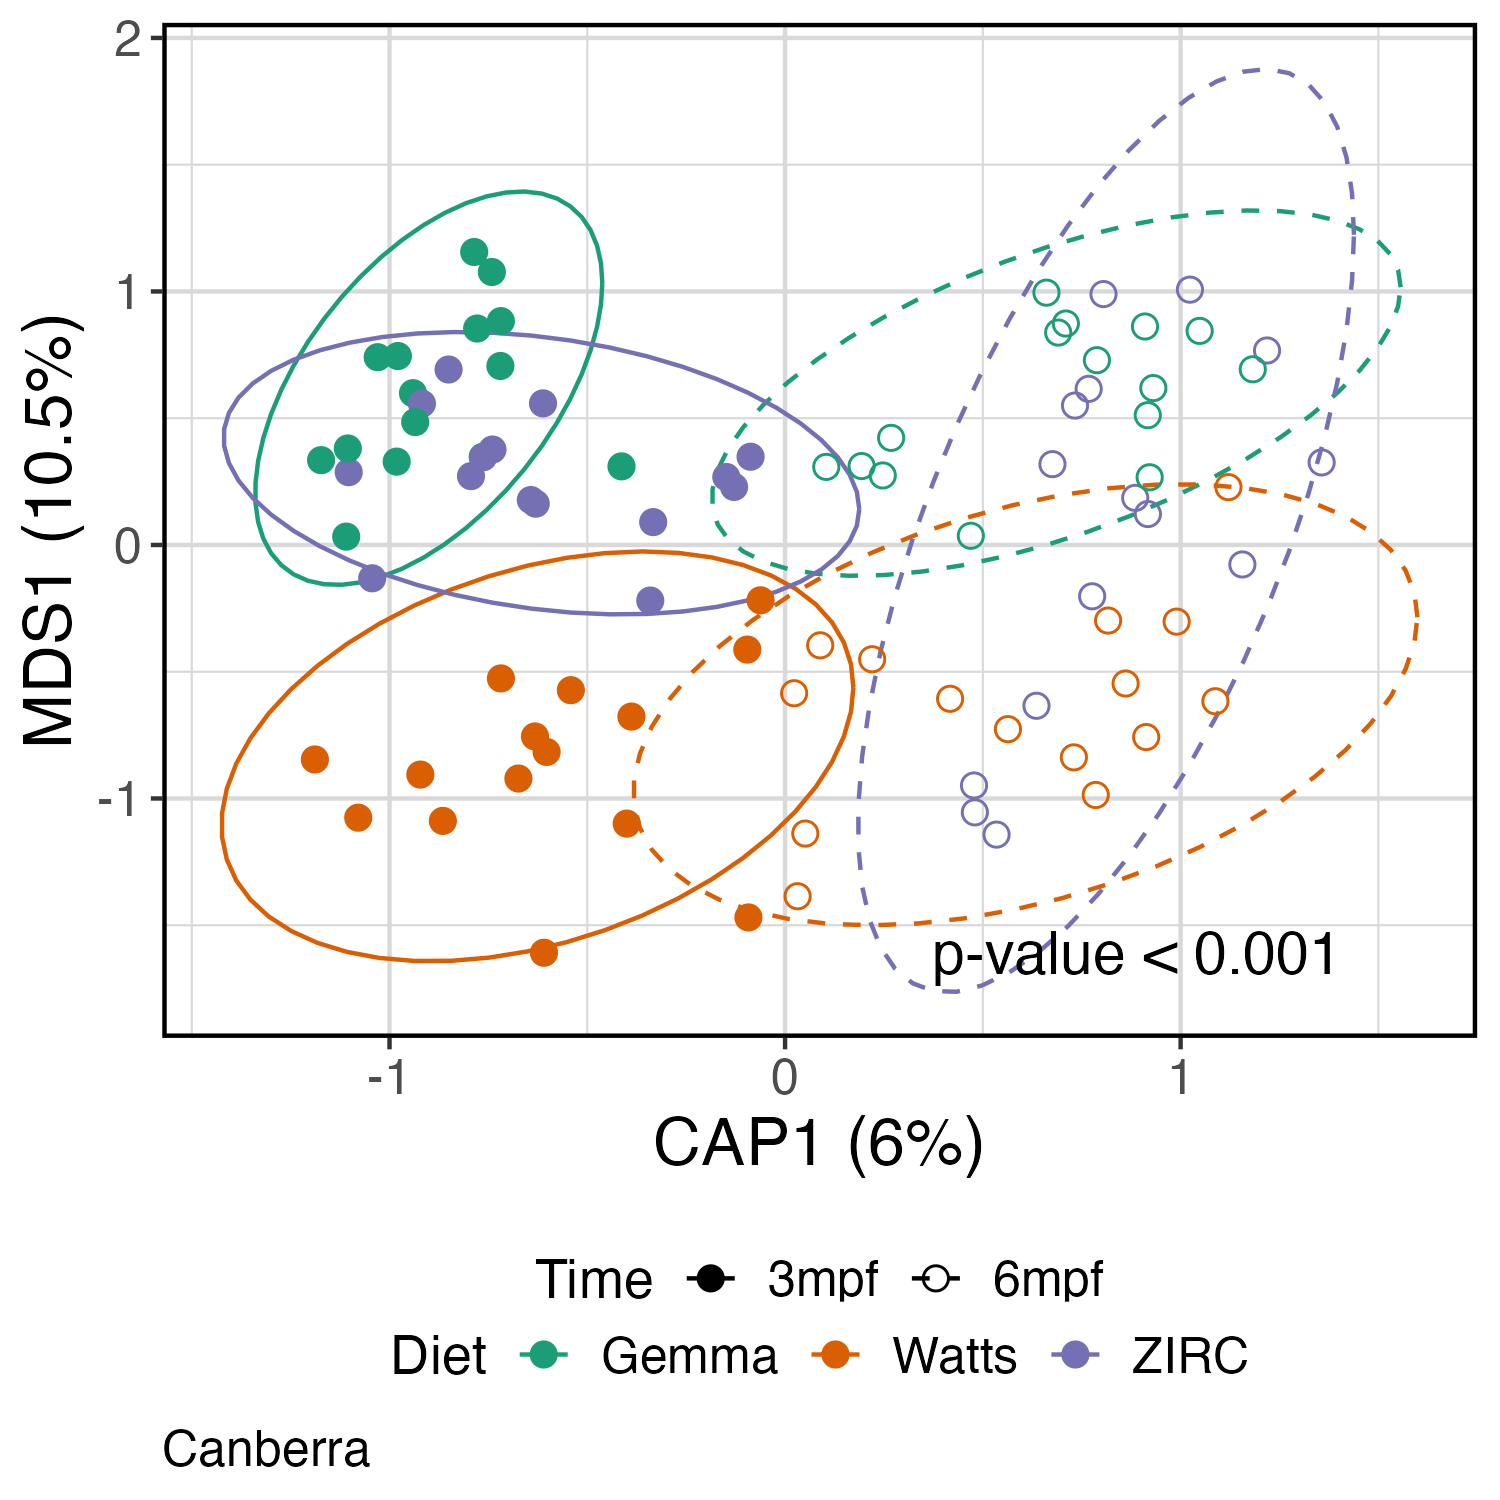 2
1
0
-1
MDS1 (10.5%)
p-value < 0.001
-1 0 1
CAP1 (6%)
Time 3mpf 6mpf
Diet Gemma Watts ZIRC
Canberra